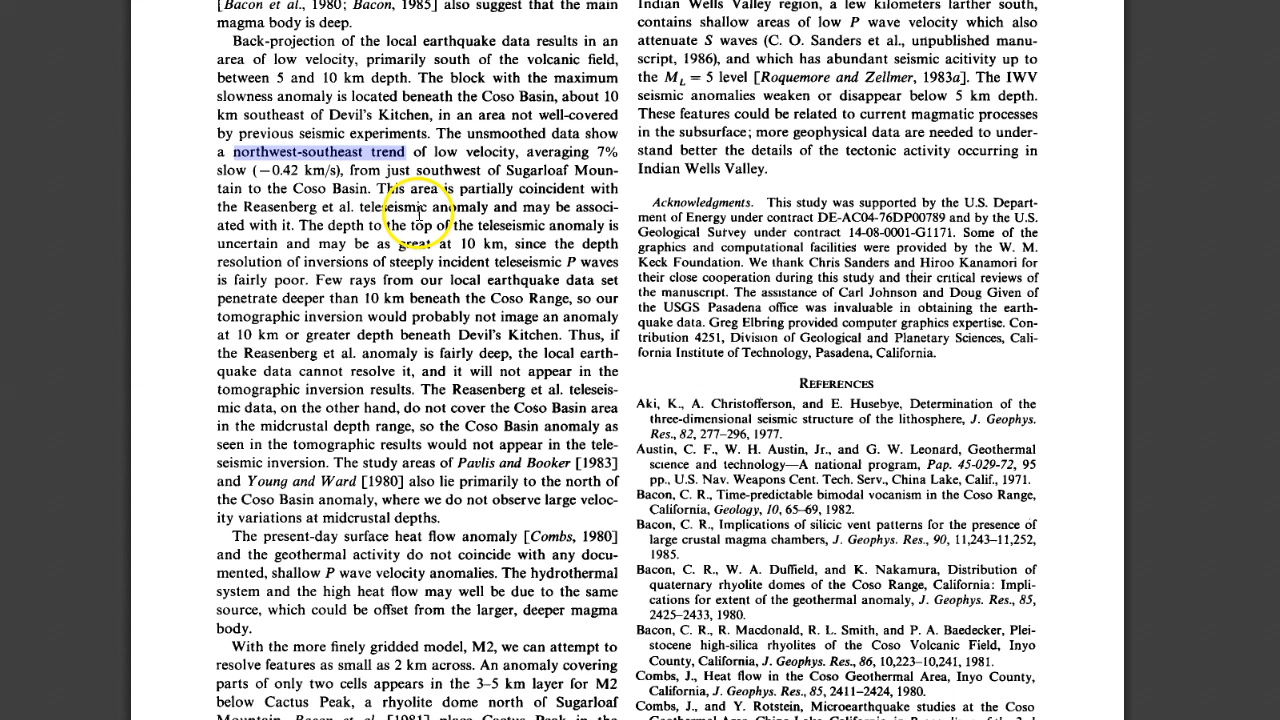 [Bacon et al., 1980; Bacon, 1985] also suggest that the main
magma body is deep.
Back-projection of the local earthquake data results in an
area of low velocity, primarily south of the volcanic field,
between 5 and 10 km depth. The block with the maximum
slowness anomaly is located beneath the Coso Basin, about 10
km southeast of Devil's Kitchen, in an area not well-covered
by previous seismic experiments. The unsmoothed data show
a northwest-southeast trend of low velocity, averaging 7%
slow (−0.42 km/s), from just southwest of Sugarloaf Moun-
tain to the Coso Basin. This area is partially coincident with
the Reasenberg et al. teleseismic anomaly and may be associ-
ated with it. The depth to the top of the teleseismic anomaly is
uncertain and may be as great at 10 km, since the depth
resolution of inversions of steeply incident teleseismic P waves
is fairly poor. Few rays from our local earthquake data set
penetrate deeper than 10 km beneath the Coso Range, so our
tomographic inversion would probably not image an anomaly
at 10 km or greater depth beneath Devil's Kitchen. Thus, if
the Reasenberg et al. anomaly is fairly deep, the local earth-
quake data cannot resolve it, and it will not appear in the
tomographic inversion results. The Reasenberg et al. teleseis-
mic data, on the other hand, do not cover the Coso Basin area
in the midcrustal depth range, so the Coso Basin anomaly as
seen in the tomographic results would not appear in the tele-
seismic inversion. The study areas of Pavlis and Booker [1983]
and Young and Ward [1980] also lie primarily to the north of
the Coso Basin anomaly, where we do not observe large veloc-
ity variations at midcrustal depths.
The present-day surface heat flow anomaly [Combs, 1980]
and the geothermal activity do not coincide with any docu-
mented, shallow P wave velocity anomalies. The hydrothermal
system and the high heat flow may well be due to the same
source, which could be offset from the larger, deeper magma
body.
With the more finely gridded model, M2, we can attempt to
resolve features as small as 2 km across. An anomaly covering
parts of only two cells appears in the 3–5 km layer for M2
below Cactus Peak, a rhyolite dome north of Sugarloaf
Mountain. Bacon et al. [1981] place Cactus Peak in the
Indian Wells Valley region, a few kilometers farther south,
contains shallow areas of low P wave velocity which also
attenuate S waves (C. O. Sanders et al., unpublished manu-
script, 1986), and which has abundant seismic acitivity up to
the M_L = 5 level [Roquemore and Zellmer, 1983a]. The IWV
seismic anomalies weaken or disappear below 5 km depth.
These features could be related to current magmatic processes
in the subsurface; more geophysical data are needed to under-
stand better the details of the tectonic activity occurring in
Indian Wells Valley.
Acknowledgments. This study was supported by the U.S. Depart-
ment of Energy under contract DE-AC04-76DP00789 and by the U.S.
Geological Survey under contract 14-08-0001-G1171. Some of the
graphics and computational facilities were provided by the W. M.
Keck Foundation. We thank Chris Sanders and Hiroo Kanamori for
their close cooperation during this study and their critical reviews of
the manuscript. The assistance of Carl Johnson and Doug Given of
the USGS Pasadena office was invaluable in obtaining the earth-
quake data. Greg Elbring provided computer graphics expertise. Con-
tribution 4251, Division of Geological and Planetary Sciences, Cali-
fornia Institute of Technology, Pasadena, California.
REFERENCES
Aki, K., A. Christofferson, and E. Husebye, Determination of the
three-dimensional seismic structure of the lithosphere, J. Geophys.
Res., 82, 277–296, 1977.
Austin, C. F., W. H. Austin, Jr., and G. W. Leonard, Geothermal
science and technology—A national program, Pap. 45-029-72, 95
pp., U.S. Nav. Weapons Cent. Tech. Serv., China Lake, Calif., 1971.
Bacon, C. R., Time-predictable bimodal vocanism in the Coso Range,
California, Geology, 10, 65–69, 1982.
Bacon, C. R., Implications of silicic vent patterns for the presence of
large crustal magma chambers, J. Geophys. Res., 90, 11,243–11,252,
1985.
Bacon, C. R., W. A. Duffield, and K. Nakamura, Distribution of
quaternary rhyolite domes of the Coso Range, California: Impli-
cations for extent of the geothermal anomaly, J. Geophys. Res., 85,
2425–2433, 1980.
Bacon, C. R., R. Macdonald, R. L. Smith, and P. A. Baedecker, Plei-
stocene high-silica rhyolites of the Coso Volcanic Field, Inyo
County, California, J. Geophys. Res., 86, 10,223–10,241, 1981.
Combs, J., Heat flow in the Coso Geothermal Area, Inyo County,
California, J. Geophys. Res., 85, 2411–2424, 1980.
Combs, J., and Y. Rotstein, Microearthquake studies at the Coso